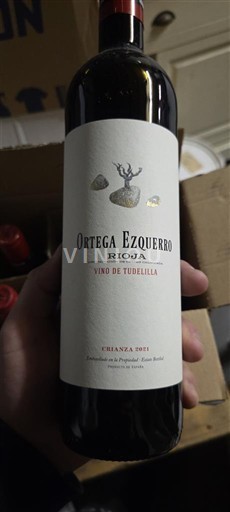 ORTEGA EZQUERRO
RIOJA
VINO DE TUDELILLA
CRIANZA 2021
Embotellado en la Propiedad · Estate Bottled
PRODUCTO DE ESPAÑA